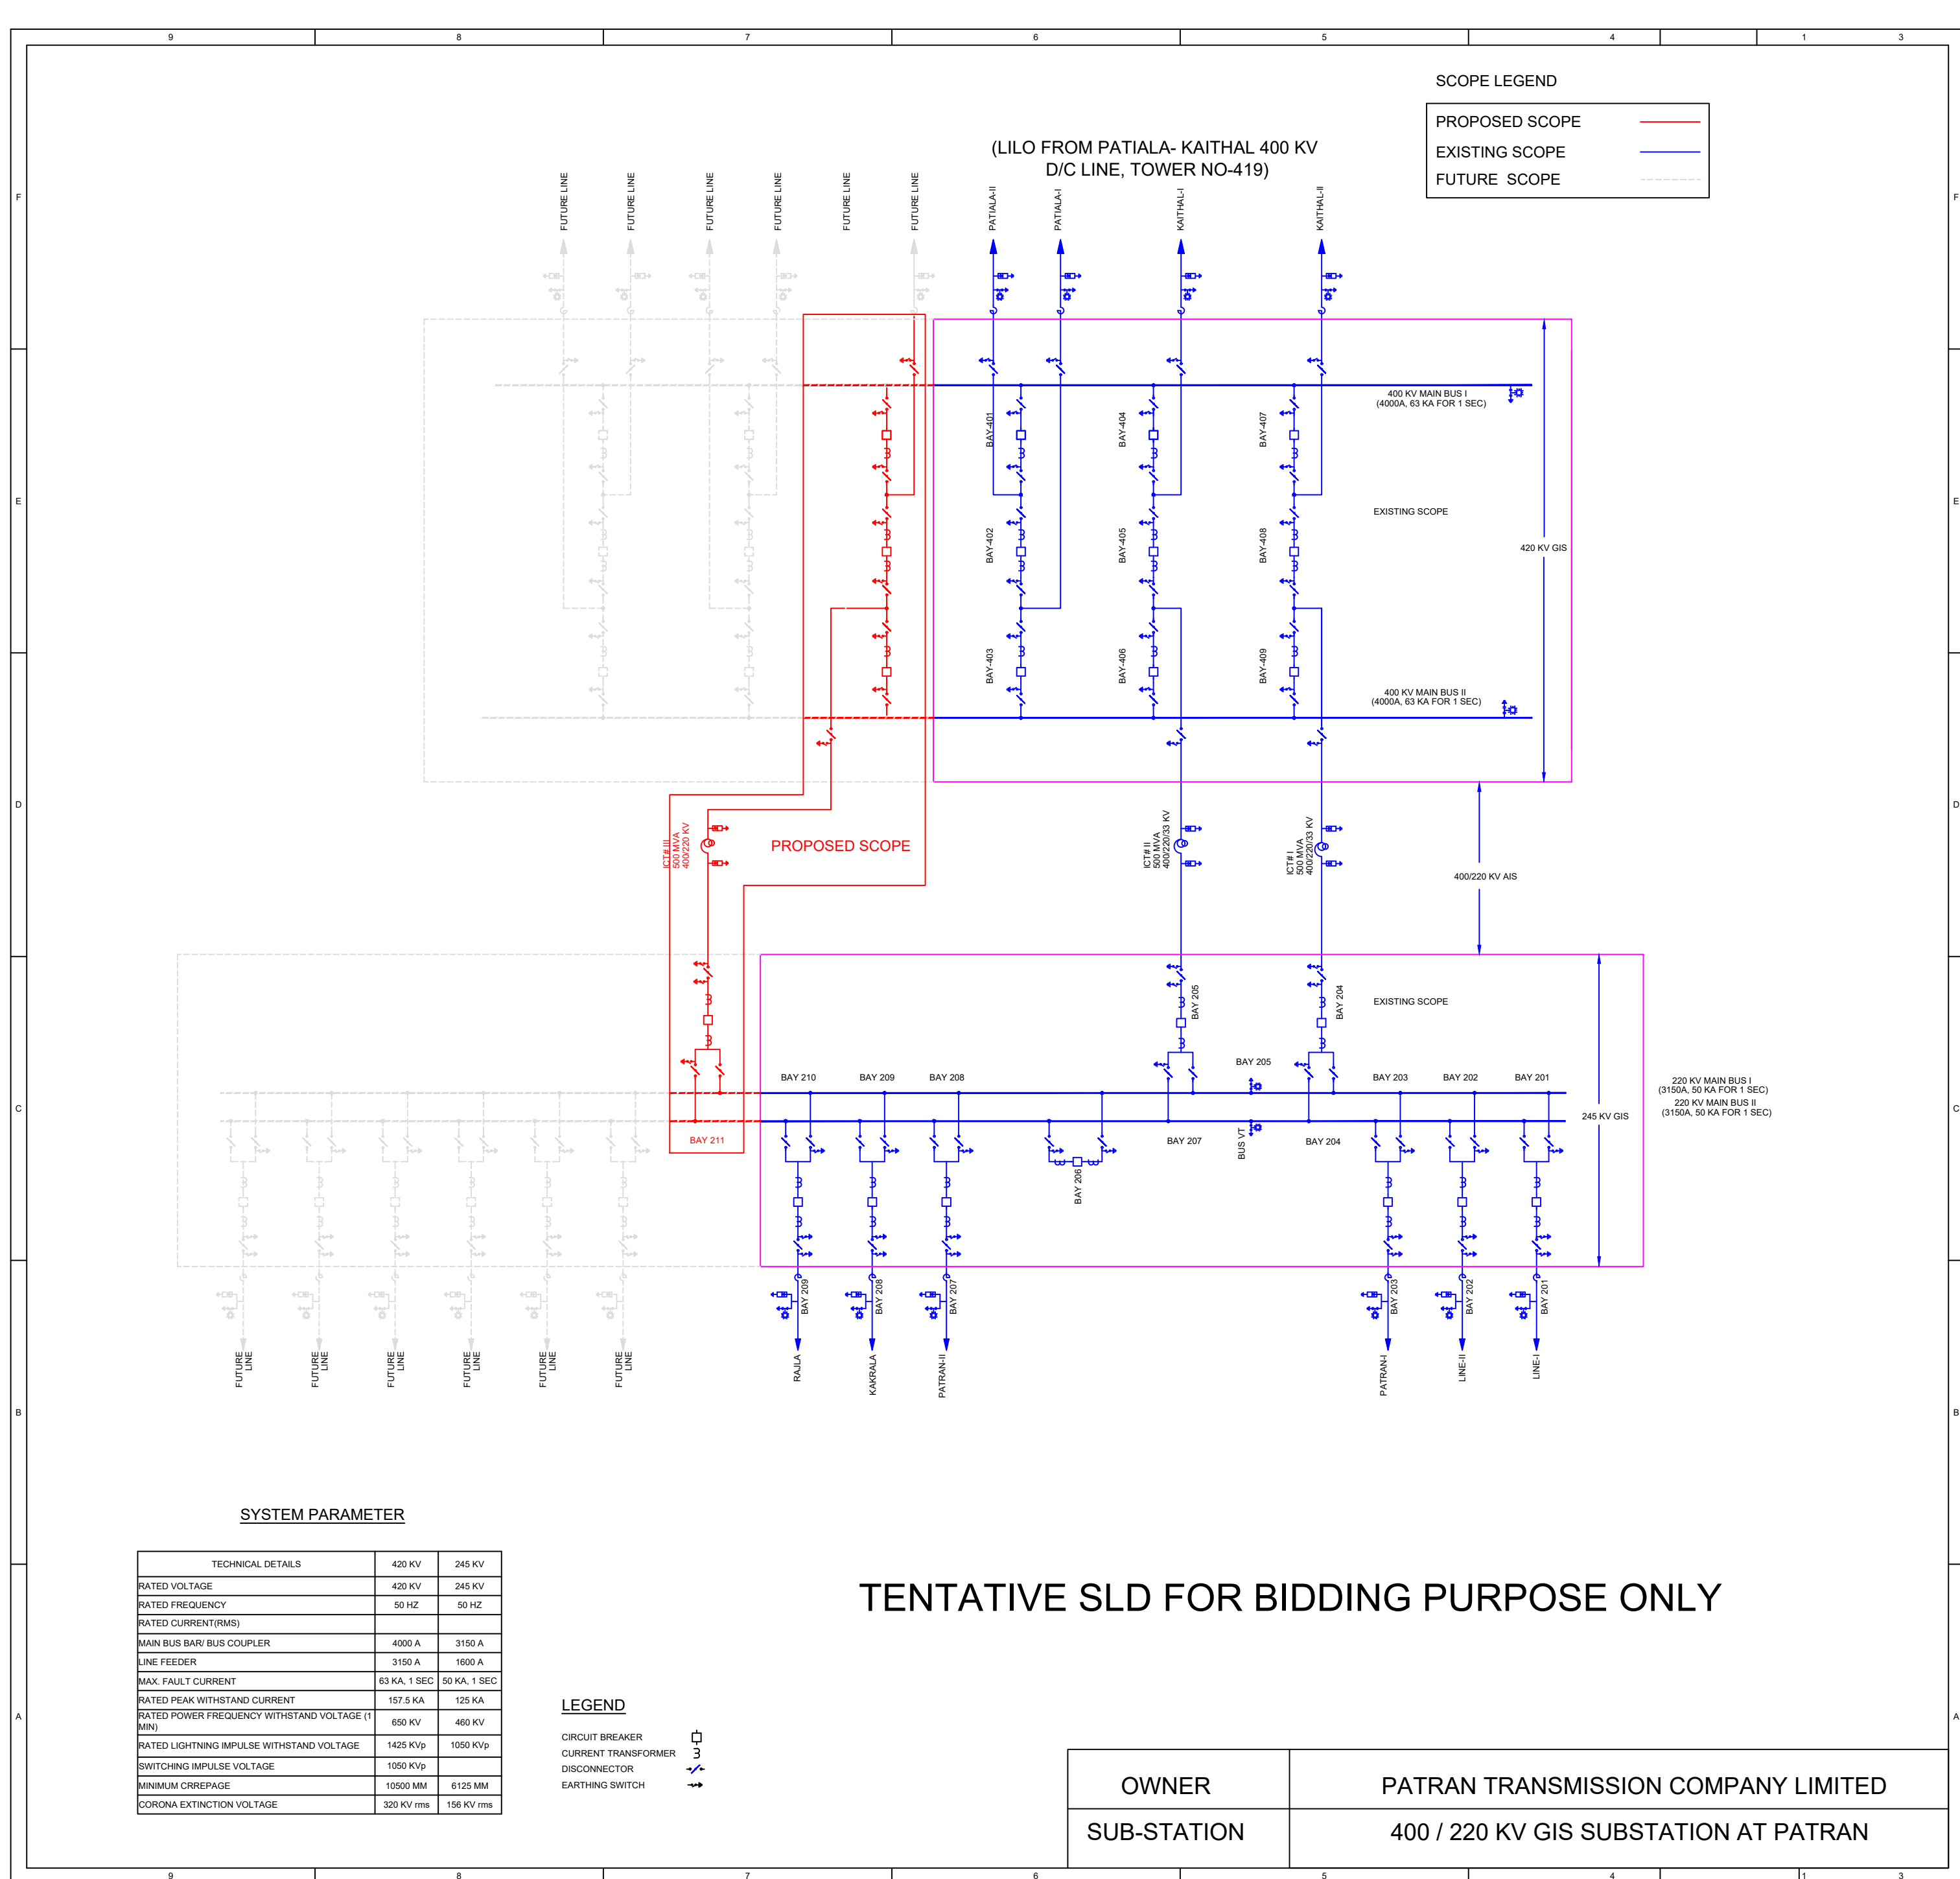 9 8 7 6 5 4 1 3
SCOPE LEGEND
PROPOSED SCOPE
EXISTING SCOPE
FUTURE SCOPE
(LILO FROM PATIALA- KAITHAL 400 KV
D/C LINE, TOWER NO-419)
FUTURE LINE
FUTURE LINE
FUTURE LINE
FUTURE LINE
FUTURE LINE
FUTURE LINE
PATIALA-II
PATIALA-I
KAITHAL-I
KAITHAL-II
F
F
400 KV MAIN BUS I
(4000A, 63 KA FOR 1 SEC)
BAY-401
BAY-404
BAY-407
E
E
EXISTING SCOPE
BAY-402
BAY-405
BAY-408
420 KV GIS
BAY-403
BAY-406
BAY-409
400 KV MAIN BUS II
(4000A, 63 KA FOR 1 SEC)
D
D
ICT# III
500 MVA
400/220 KV
PROPOSED SCOPE
ICT# II
500 MVA
400/220/33 KV
ICT# I
500 MVA
400/220/33 KV
400/220 KV AIS
BAY 205
BAY 204
EXISTING SCOPE
BAY 210
BAY 209
BAY 208
BAY 205
BAY 203
BAY 202
BAY 201
220 KV MAIN BUS I
(3150A, 50 KA FOR 1 SEC)
220 KV MAIN BUS II
(3150A, 50 KA FOR 1 SEC)
C
C
245 KV GIS
BAY 211
BAY 207
BUS VT
BAY 204
BAY 206
BAY 209
BAY 208
BAY 207
BAY 203
BAY 202
BAY 201
FUTURE
LINE
FUTURE
LINE
FUTURE
LINE
FUTURE
LINE
FUTURE
LINE
FUTURE
LINE
RAJLA
KAKRALA
PATRAN-II
PATRAN-I
LINE-II
LINE-I
B
B
SYSTEM PARAMETER
TECHNICAL DETAILS 420 KV 245 KV
RATED VOLTAGE 420 KV 245 KV
RATED FREQUENCY 50 HZ 50 HZ
RATED CURRENT(RMS)
MAIN BUS BAR/ BUS COUPLER 4000 A 3150 A
LINE FEEDER 3150 A 1600 A
MAX. FAULT CURRENT 63 KA, 1 SEC 50 KA, 1 SEC
RATED PEAK WITHSTAND CURRENT 157.5 KA 125 KA
RATED POWER FREQUENCY WITHSTAND VOLTAGE (1
MIN) 650 KV 460 KV
RATED LIGHTNING IMPULSE WITHSTAND VOLTAGE 1425 KVp 1050 KVp
SWITCHING IMPULSE VOLTAGE 1050 KVp
MINIMUM CRREPAGE 10500 MM 6125 MM
CORONA EXTINCTION VOLTAGE 320 KV rms 156 KV rms
TENTATIVE SLD FOR BIDDING PURPOSE ONLY
LEGEND
CIRCUIT BREAKER
CURRENT TRANSFORMER
DISCONNECTOR
EARTHING SWITCH
A
A
OWNER PATRAN TRANSMISSION COMPANY LIMITED
SUB-STATION 400 / 220 KV GIS SUBSTATION AT PATRAN
9 8 7 6 5 4 1 3